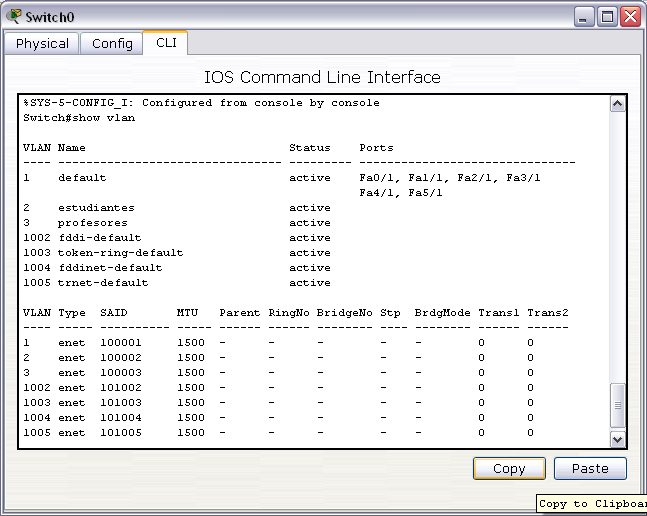 Switch0
Physical Config CLI
IOS Command Line Interface
%SYS-5-CONFIG_I: Configured from console by console
Switch#show vlan
VLAN Name                             Status    Ports
---- -------------------------------- --------- -------------------------------
1    default                          active    Fa0/1, Fa1/1, Fa2/1, Fa3/1
                                                Fa4/1, Fa5/1
2    estudiantes                      active
3    profesores                       active
1002 fddi-default                     active
1003 token-ring-default               active
1004 fddinet-default                  active
1005 trnet-default                    active
VLAN Type  SAID       MTU   Parent RingNo BridgeNo Stp  BrdgMode Trans1 Trans2
---- ----- ---------- ----- ------ ------ -------- ---- -------- ------ ------
1    enet  100001     1500  -      -      -        -    -        0      0
2    enet  100002     1500  -      -      -        -    -        0      0
3    enet  100003     1500  -      -      -        -    -        0      0
1002 enet  101002     1500  -      -      -        -    -        0      0
1003 enet  101003     1500  -      -      -        -    -        0      0
1004 enet  101004     1500  -      -      -        -    -        0      0
1005 enet  101005     1500  -      -      -        -    -        0      0
Copy Paste
Copy to